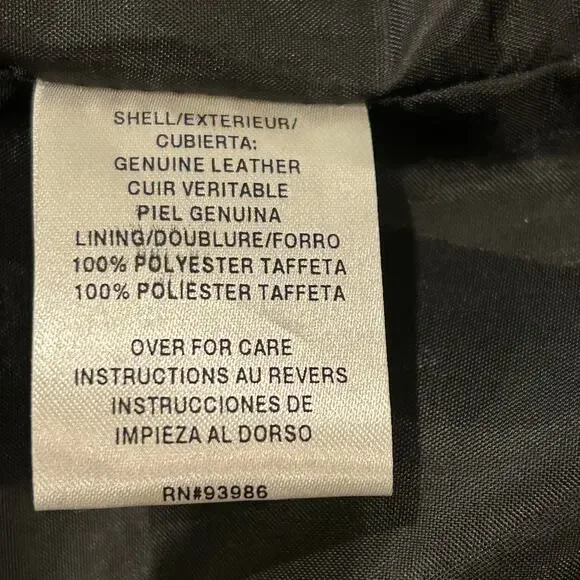 SHELL/EXTERIEUR/
CUBIERTA:
GENUINE LEATHER
CUIR VERITABLE
PIEL GENUINA
LINING/DOUBLURE/FORRO
100% POLYESTER TAFFETA
100% POLIESTER TAFFETA
OVER FOR CARE
INSTRUCTIONS AU REVERS
INSTRUCCIONES DE
IMPIEZA AL DORSO
RN#93986